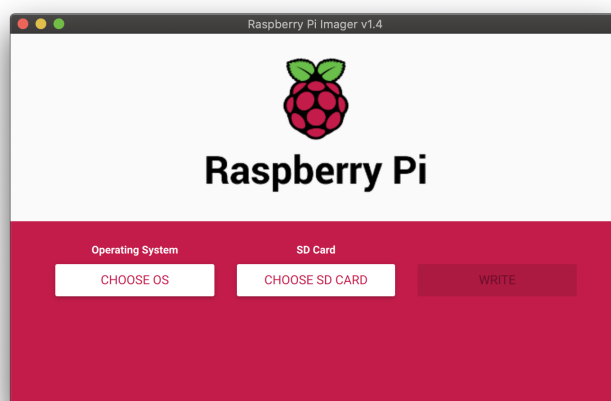 Raspberry Pi Imager v1.4
Raspberry Pi
Operating System
SD Card
CHOOSE OS
CHOOSE SD CARD
WRITE